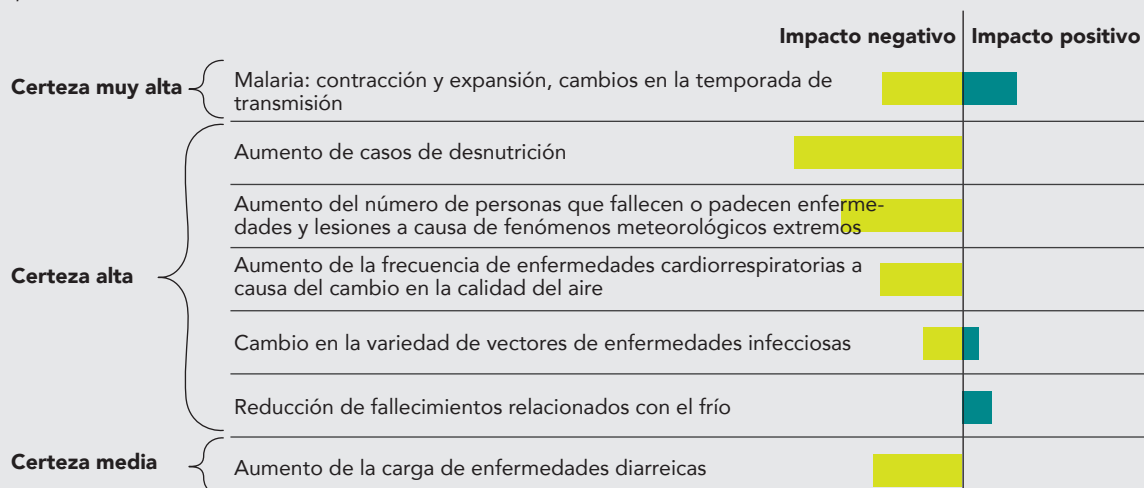 Impacto negativo Impacto positivo
Certeza muy alta
Malaria: contracción y expansión, cambios en la temporada de
transmisión
Certeza alta
Aumento de casos de desnutrición
Aumento del número de personas que fallecen o padecen enferme-
dades y lesiones a causa de fenómenos meteorológicos extremos
Aumento de la frecuencia de enfermedades cardiorrespiratorias a
causa del cambio en la calidad del aire
Cambio en la variedad de vectores de enfermedades infecciosas
Reducción de fallecimientos relacionados con el frío
Certeza media
Aumento de la carga de enfermedades diarreicas